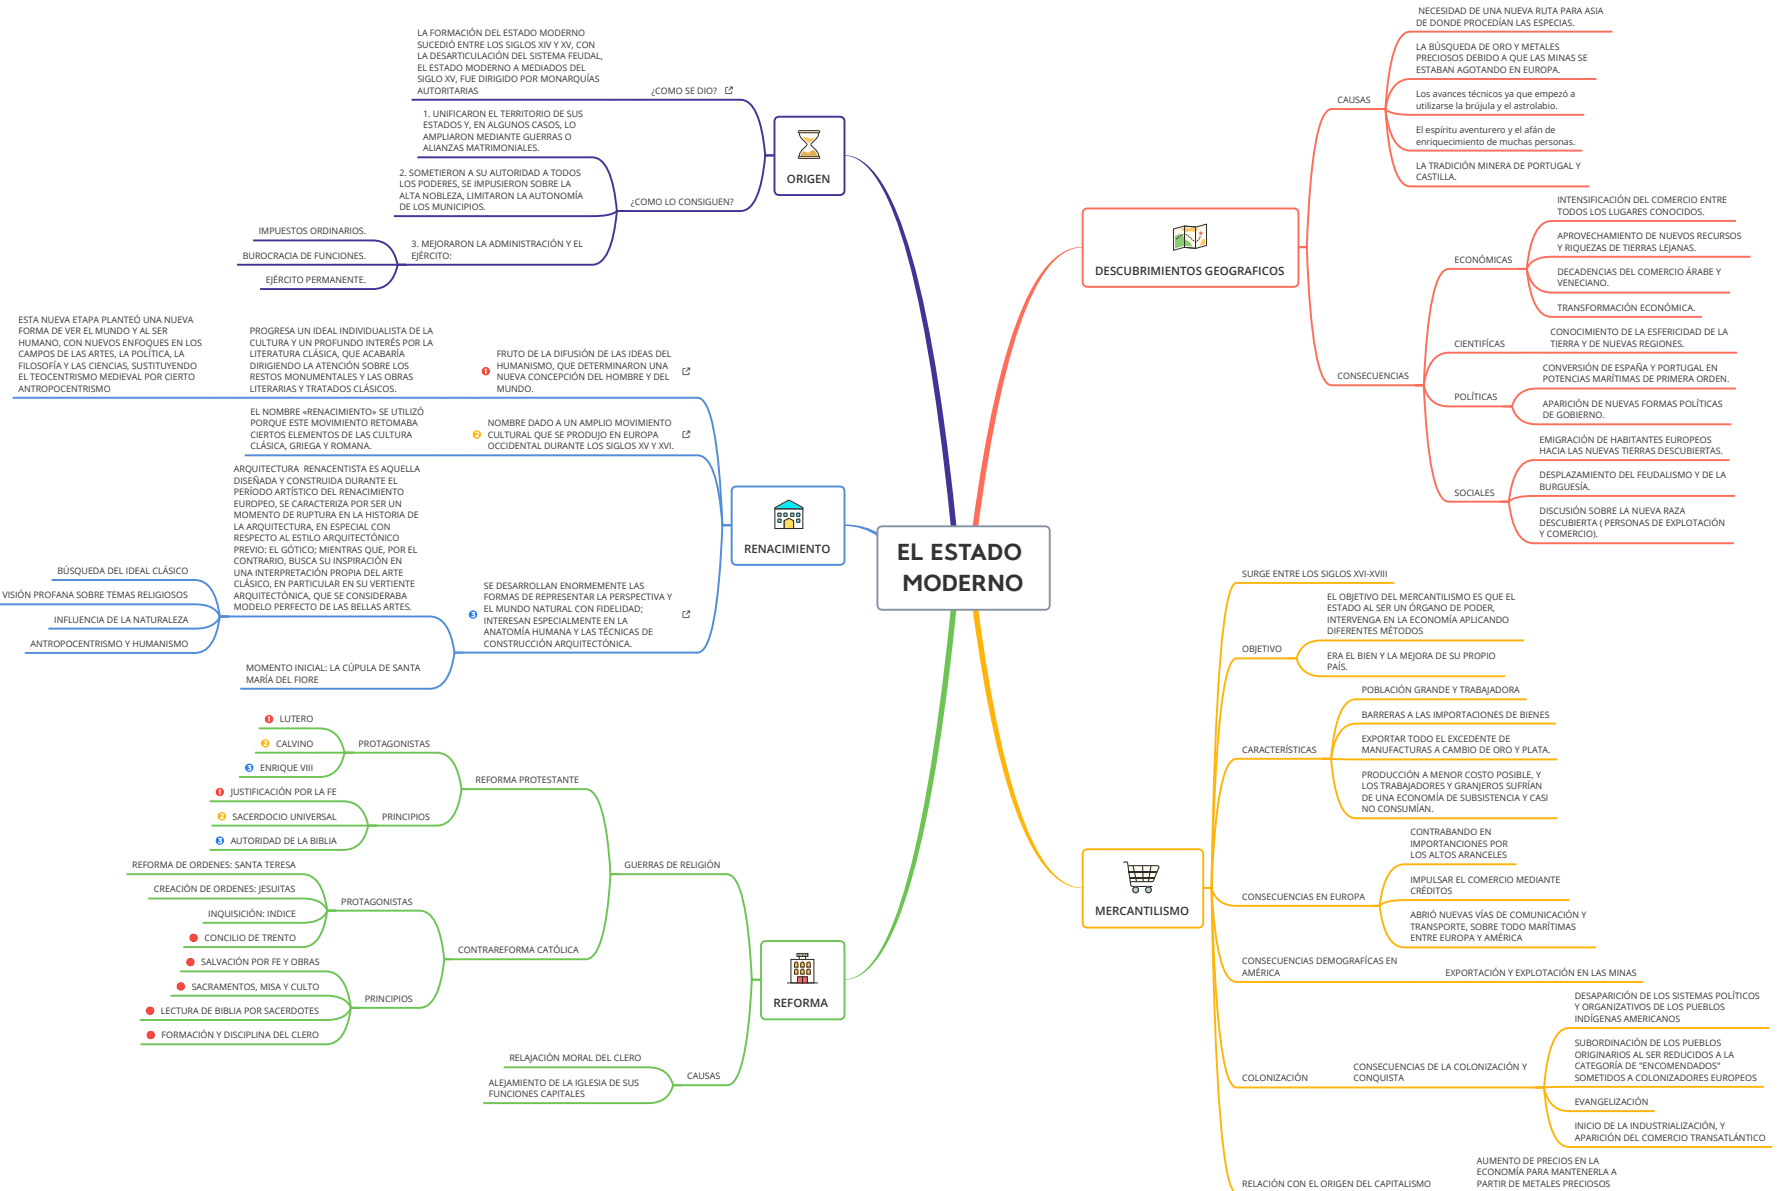 EL ESTADO
MODERNO
ORIGEN
¿COMO SE DIO?
LA FORMACIÓN DEL ESTADO MODERNO
SUCEDIÓ ENTRE LOS SIGLOS XIV Y XV, CON
LA DESARTICULACIÓN DEL SISTEMA FEUDAL,
EL ESTADO MODERNO A MEDIADOS DEL
SIGLO XV, FUE DIRIGIDO POR MONARQUÍAS
AUTORITARIAS
¿COMO LO CONSIGUEN?
1. UNIFICARON EL TERRITORIO DE SUS
ESTADOS Y, EN ALGUNOS CASOS, LO
AMPLIARON MEDIANTE GUERRAS O
ALIANZAS MATRIMONIALES.
2. SOMETIERON A SU AUTORIDAD A TODOS
LOS PODERES, SE IMPUSIERON SOBRE LA
ALTA NOBLEZA, LIMITARON LA AUTONOMÍA
DE LOS MUNICIPIOS.
3. MEJORARON LA ADMINISTRACIÓN Y EL
EJÉRCITO:
IMPUESTOS ORDINARIOS.
BUROCRACIA DE FUNCIONES.
EJÉRCITO PERMANENTE.
RENACIMIENTO
1
FRUTO DE LA DIFUSIÓN DE LAS IDEAS DEL
HUMANISMO, QUE DETERMINARON UNA
NUEVA CONCEPCIÓN DEL HOMBRE Y DEL
MUNDO.
PROGRESA UN IDEAL INDIVIDUALISTA DE LA
CULTURA Y UN PROFUNDO INTERÉS POR LA
LITERATURA CLÁSICA, QUE ACABARÍA
DIRIGIENDO LA ATENCIÓN SOBRE LOS
RESTOS MONUMENTALES Y LAS OBRAS
LITERARIAS Y TRATADOS CLÁSICOS.
ESTA NUEVA ETAPA PLANTEÓ UNA NUEVA
FORMA DE VER EL MUNDO Y AL SER
HUMANO, CON NUEVOS ENFOQUES EN LOS
CAMPOS DE LAS ARTES, LA POLÍTICA, LA
FILOSOFÍA Y LAS CIENCIAS, SUSTITUYENDO
EL TEOCENTRISMO MEDIEVAL POR CIERTO
ANTROPOCENTRISMO
2
NOMBRE DADO A UN AMPLIO MOVIMIENTO
CULTURAL QUE SE PRODUJO EN EUROPA
OCCIDENTAL DURANTE LOS SIGLOS XV Y XVI.
EL NOMBRE «RENACIMIENTO» SE UTILIZÓ
PORQUE ESTE MOVIMIENTO RETOMABA
CIERTOS ELEMENTOS DE LAS CULTURA
CLÁSICA, GRIEGA Y ROMANA.
3
SE DESARROLLAN ENORMEMENTE LAS
FORMAS DE REPRESENTAR LA PERSPECTIVA Y
EL MUNDO NATURAL CON FIDELIDAD;
INTERESAN ESPECIALMENTE EN LA
ANATOMÍA HUMANA Y LAS TÉCNICAS DE
CONSTRUCCIÓN ARQUITECTÓNICA.
ARQUITECTURA  RENACENTISTA ES AQUELLA
DISEÑADA Y CONSTRUIDA DURANTE EL
PERÍODO ARTÍSTICO DEL RENACIMIENTO
EUROPEO, SE CARACTERIZA POR SER UN
MOMENTO DE RUPTURA EN LA HISTORIA DE
LA ARQUITECTURA, EN ESPECIAL CON
RESPECTO AL ESTILO ARQUITECTÓNICO
PREVIO: EL GÓTICO; MIENTRAS QUE, POR EL
CONTRARIO, BUSCA SU INSPIRACIÓN EN
UNA INTERPRETACIÓN PROPIA DEL ARTE
CLÁSICO, EN PARTICULAR EN SU VERTIENTE
ARQUITECTÓNICA, QUE SE CONSIDERABA
MODELO PERFECTO DE LAS BELLAS ARTES.
BÚSQUEDA DEL IDEAL CLÁSICO
VISIÓN PROFANA SOBRE TEMAS RELIGIOSOS
INFLUENCIA DE LA NATURALEZA
ANTROPOCENTRISMO Y HUMANISMO
MOMENTO INICIAL: LA CÚPULA DE SANTA
MARÍA DEL FIORE
REFORMA
GUERRAS DE RELIGIÓN
REFORMA PROTESTANTE
PROTAGONISTAS
1 LUTERO
2 CALVINO
3 ENRIQUE VIII
PRINCIPIOS
1 JUSTIFICACIÓN POR LA FE
2 SACERDOCIO UNIVERSAL
3 AUTORIDAD DE LA BIBLIA
CONTRAREFORMA CATÓLICA
PROTAGONISTAS
REFORMA DE ORDENES: SANTA TERESA
CREACIÓN DE ORDENES: JESUITAS
INQUISICIÓN: INDICE
CONCILIO DE TRENTO
PRINCIPIOS
SALVACIÓN POR FE Y OBRAS
SACRAMENTOS, MISA Y CULTO
LECTURA DE BIBLIA POR SACERDOTES
FORMACIÓN Y DISCIPLINA DEL CLERO
CAUSAS
RELAJACIÓN MORAL DEL CLERO
ALEJAMIENTO DE LA IGLESIA DE SUS
FUNCIONES CAPITALES
DESCUBRIMIENTOS GEOGRAFICOS
CAUSAS
NECESIDAD DE UNA NUEVA RUTA PARA ASIA
DE DONDE PROCEDÍAN LAS ESPECIAS.
LA BÚSQUEDA DE ORO Y METALES
PRECIOSOS DEBIDO A QUE LAS MINAS SE
ESTABAN AGOTANDO EN EUROPA.
Los avances técnicos ya que empezó a
utilizarse la brújula y el astrolabio.
El espíritu aventurero y el afán de
enriquecimiento de muchas personas.
LA TRADICIÓN MINERA DE PORTUGAL Y
CASTILLA.
CONSECUENCIAS
ECONÓMICAS
INTENSIFICACIÓN DEL COMERCIO ENTRE
TODOS LOS LUGARES CONOCIDOS.
APROVECHAMIENTO DE NUEVOS RECURSOS
Y RIQUEZAS DE TIERRAS LEJANAS.
DECADENCIAS DEL COMERCIO ÁRABE Y
VENECIANO.
TRANSFORMACIÓN ECONÓMICA.
CIENTIFÍCAS
CONOCIMIENTO DE LA ESFERICIDAD DE LA
TIERRA Y DE NUEVAS REGIONES.
POLÍTICAS
CONVERSIÓN DE ESPAÑA Y PORTUGAL EN
POTENCIAS MARÍTIMAS DE PRIMERA ORDEN.
APARICIÓN DE NUEVAS FORMAS POLÍTICAS
DE GOBIERNO.
SOCIALES
EMIGRACIÓN DE HABITANTES EUROPEOS
HACIA LAS NUEVAS TIERRAS DESCUBIERTAS.
DESPLAZAMIENTO DEL FEUDALISMO Y DE LA
BURGUESÍA.
DISCUSIÓN SOBRE LA NUEVA RAZA
DESCUBIERTA ( PERSONAS DE EXPLOTACIÓN
Y COMERCIO).
MERCANTILISMO
SURGE ENTRE LOS SIGLOS XVI-XVIII
OBJETIVO
EL OBJETIVO DEL MERCANTILISMO ES QUE EL
ESTADO AL SER UN ÓRGANO DE PODER,
INTERVENGA EN LA ECONOMÍA APLICANDO
DIFERENTES MÉTODOS
ERA EL BIEN Y LA MEJORA DE SU PROPIO
PAÍS.
CARACTERÍSTICAS
POBLACIÓN GRANDE Y TRABAJADORA
BARRERAS A LAS IMPORTACIONES DE BIENES
EXPORTAR TODO EL EXCEDENTE DE
MANUFACTURAS A CAMBIO DE ORO Y PLATA.
PRODUCCIÓN A MENOR COSTO POSIBLE, Y
LOS TRABAJADORES Y GRANJEROS SUFRÍAN
DE UNA ECONOMÍA DE SUBSISTENCIA Y CASI
NO CONSUMÍAN.
CONSECUENCIAS EN EUROPA
CONTRABANDO EN
IMPORTANCIONES POR
LOS ALTOS ARANCELES
IMPULSAR EL COMERCIO MEDIANTE
CRÉDITOS
ABRIÓ NUEVAS VÍAS DE COMUNICACIÓN Y
TRANSPORTE, SOBRE TODO MARÍTIMAS
ENTRE EUROPA Y AMÉRICA
CONSECUENCIAS DEMOGRAFÍCAS EN
AMÉRICA
EXPORTACIÓN Y EXPLOTACIÓN EN LAS MINAS
COLONIZACIÓN
CONSECUENCIAS DE LA COLONIZACIÓN Y
CONQUISTA
DESAPARICIÓN DE LOS SISTEMAS POLÍTICOS
Y ORGANIZATIVOS DE LOS PUEBLOS
INDÍGENAS AMERICANOS
SUBORDINACIÓN DE LOS PUEBLOS
ORIGINARIOS AL SER REDUCIDOS A LA
CATEGORÍA DE "ENCOMENDADOS"
SOMETIDOS A COLONIZADORES EUROPEOS
EVANGELIZACIÓN
INICIO DE LA INDUSTRIALIZACIÓN, Y
APARICIÓN DEL COMERCIO TRANSATLÁNTICO
RELACIÓN CON EL ORIGEN DEL CAPITALISMO
AUMENTO DE PRECIOS EN LA
ECONOMÍA PARA MANTENERLA A
PARTIR DE METALES PRECIOSOS